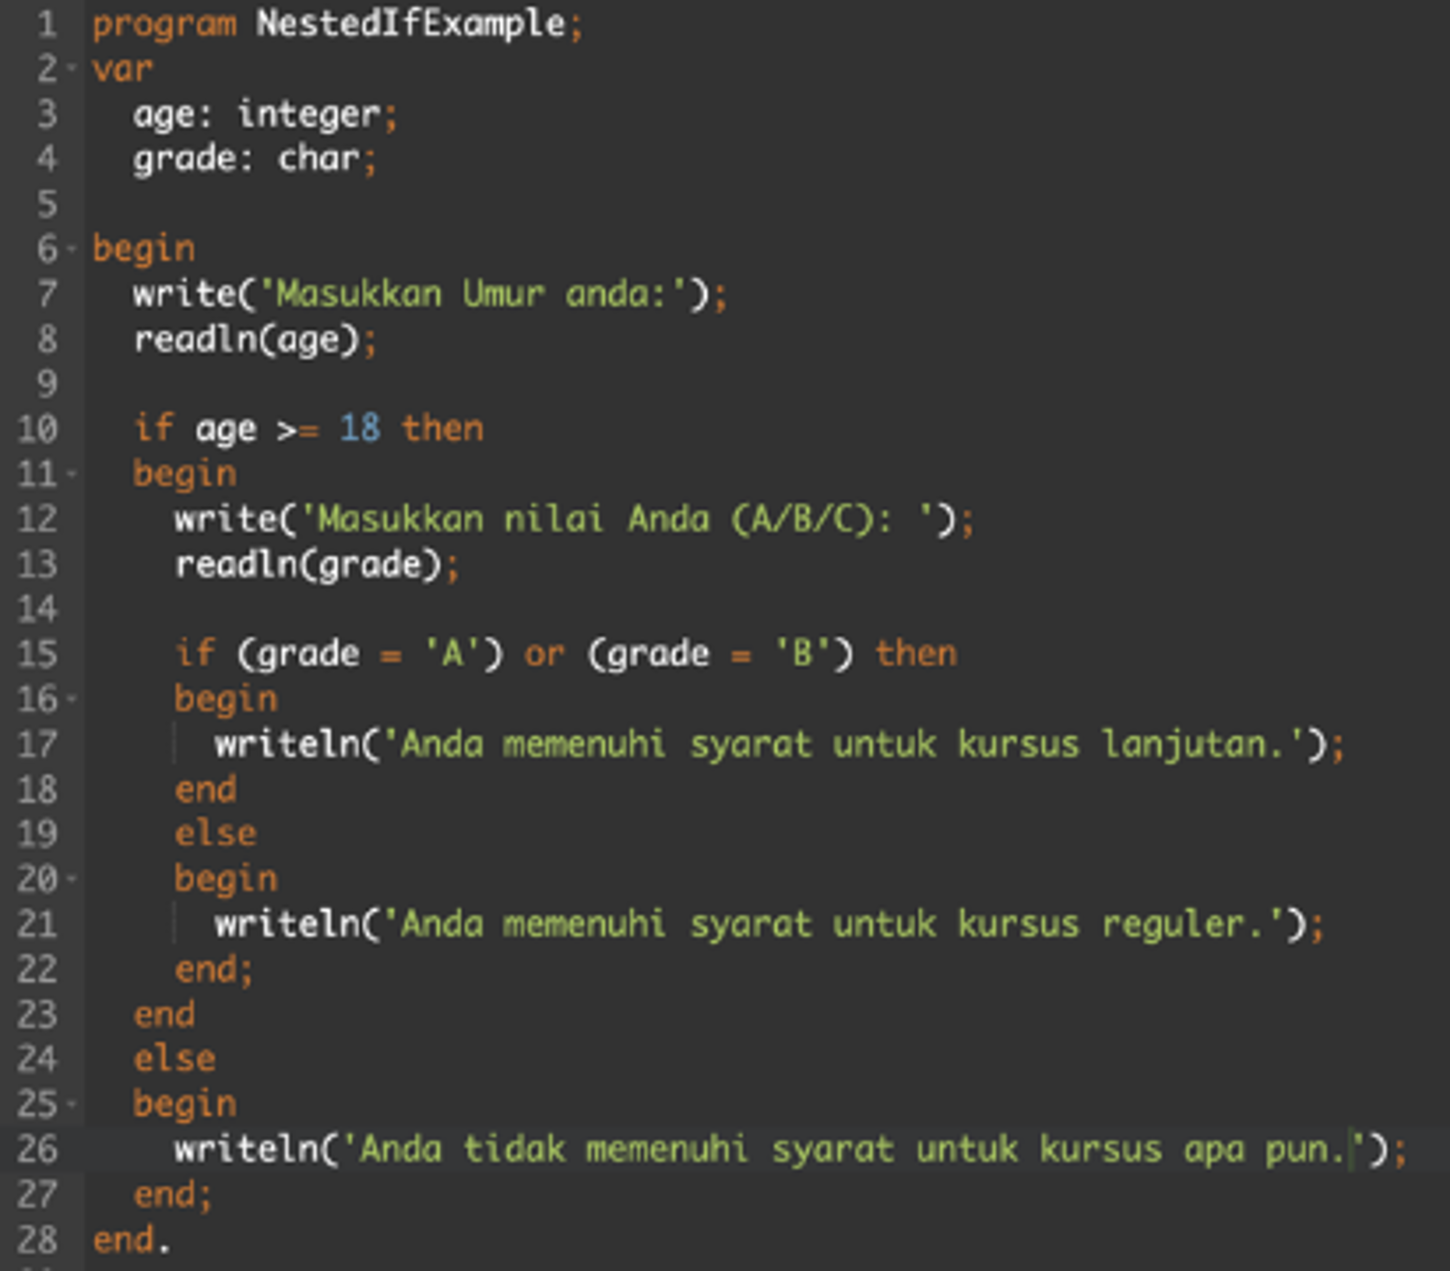 1 program NestedIfExample;
2 var
3   age: integer;
4   grade: char;
5
6 begin
7   write('Masukkan Umur anda:');
8   readln(age);
9
10   if age >= 18 then
11   begin
12     write('Masukkan nilai Anda (A/B/C): ');
13     readln(grade);
14
15     if (grade = 'A') or (grade = 'B') then
16     begin
17       writeln('Anda memenuhi syarat untuk kursus lanjutan.');
18     end
19     else
20     begin
21       writeln('Anda memenuhi syarat untuk kursus reguler.');
22     end;
23   end
24   else
25   begin
26     writeln('Anda tidak memenuhi syarat untuk kursus apa pun.');
27   end;
28 end.